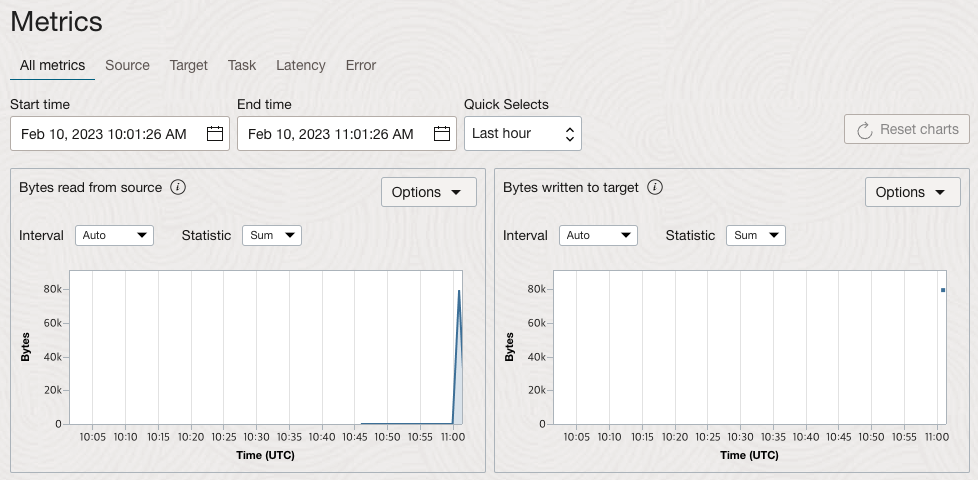 Metrics
All metrics Source Target Task Latency Error
Start time End time Quick Selects
Feb 10, 2023 10:01:26 AM Feb 10, 2023 11:01:26 AM Last hour Reset charts
Bytes read from source i Options
Interval Auto Statistic Sum
80k
60k
40k
20k
0
Bytes
10:05 10:10 10:15 10:20 10:25 10:30 10:35 10:40 10:45 10:50 10:55 11:00
Time (UTC)
Bytes written to target i Options
Interval Auto Statistic Sum
80k
60k
40k
20k
0
Bytes
10:05 10:10 10:15 10:20 10:25 10:30 10:35 10:40 10:45 10:50 10:55 11:00
Time (UTC)